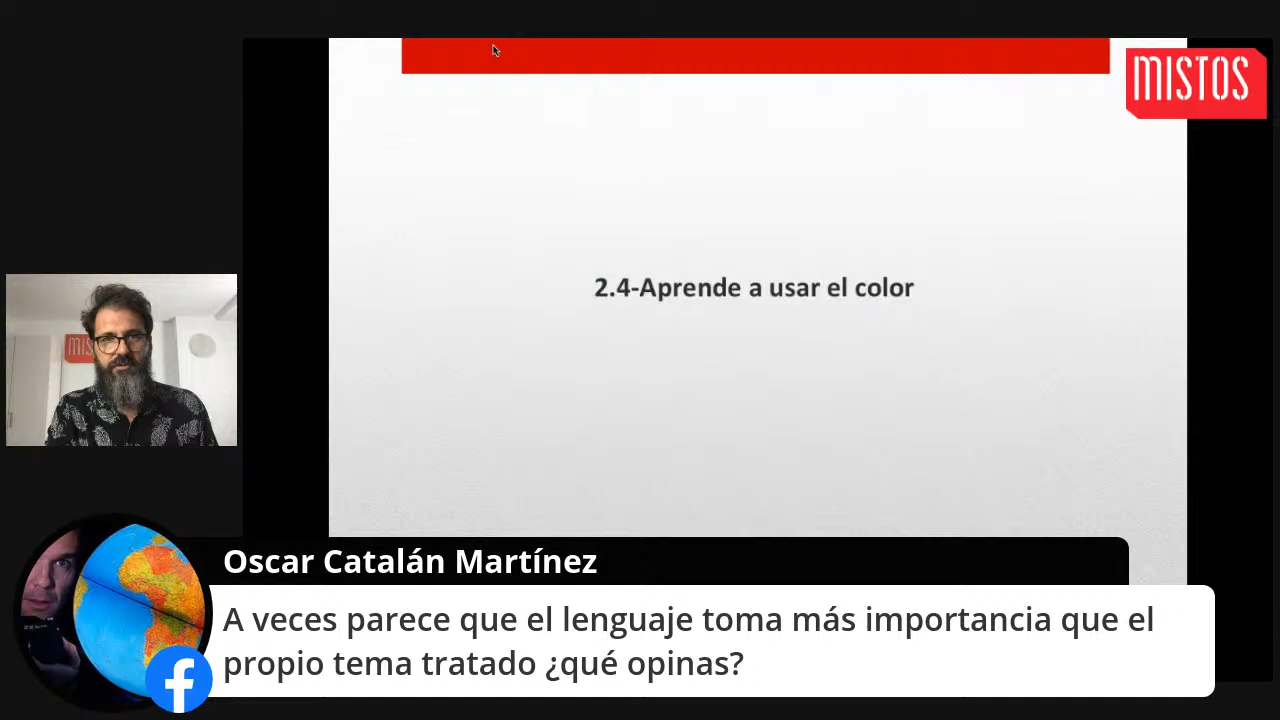 MISTOS
2.4-Aprende a usar el color
MIS
Oscar Catalán Martínez
A veces parece que el lenguaje toma más importancia que el
propio tema tratado ¿qué opinas?